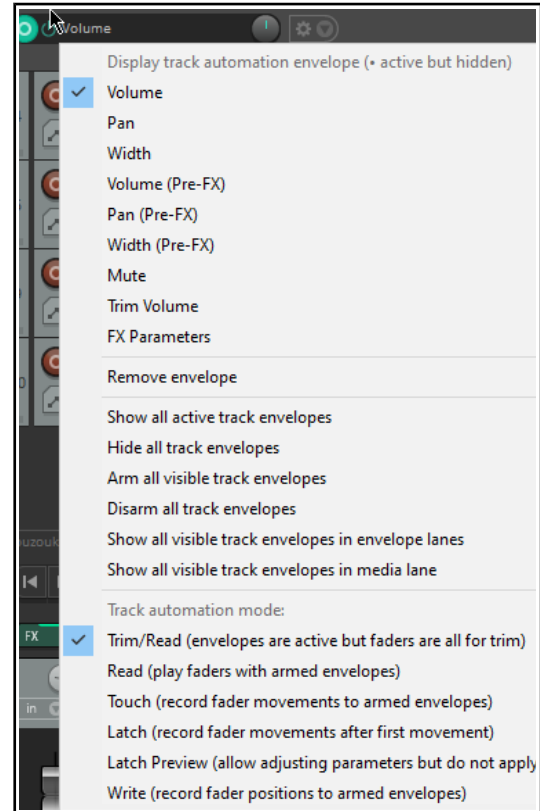 Volume
Display track automation envelope (• active but hidden)
Volume
Pan
Width
Volume (Pre-FX)
Pan (Pre-FX)
Width (Pre-FX)
Mute
Trim Volume
FX Parameters
Remove envelope
Show all active track envelopes
Hide all track envelopes
Arm all visible track envelopes
Disarm all track envelopes
Show all visible track envelopes in envelope lanes
uzouk
Show all visible track envelopes in media lane
Track automation mode:
FX
Trim/Read (envelopes are active but faders are all for trim)
Read (play faders with armed envelopes)
in
Touch (record fader movements to armed envelopes)
Latch (record fader movements after first movement)
Latch Preview (allow adjusting parameters but do not apply
Write (record fader positions to armed envelopes)